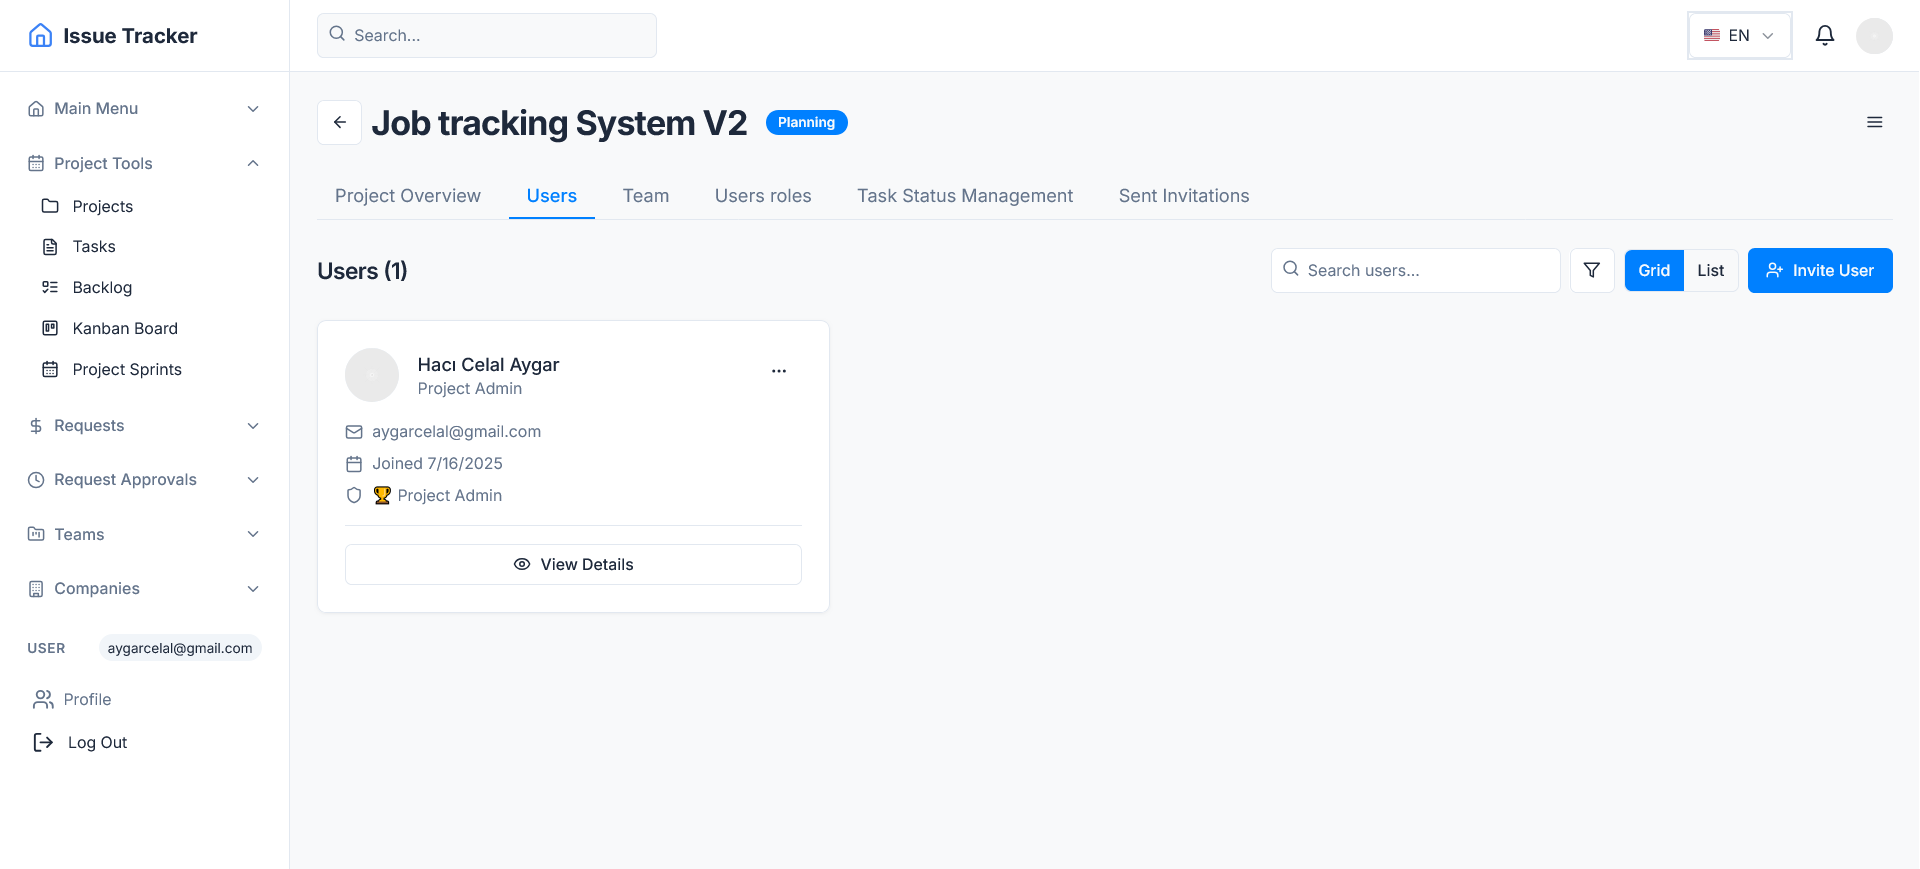 Issue Tracker
Search...
EN
Main Menu
Project Tools
Projects
Tasks
Backlog
Kanban Board
Project Sprints
Requests
Request Approvals
Teams
Companies
USER aygarcelal@gmail.com
Profile
Log Out
Job tracking System V2 Planning
Project Overview Users Team Users roles Task Status Management Sent Invitations
Users (1) Search users... Grid List Invite User
Hacı Celal Aygar
Project Admin
aygarcelal@gmail.com
Joined 7/16/2025
🏆 Project Admin
View Details